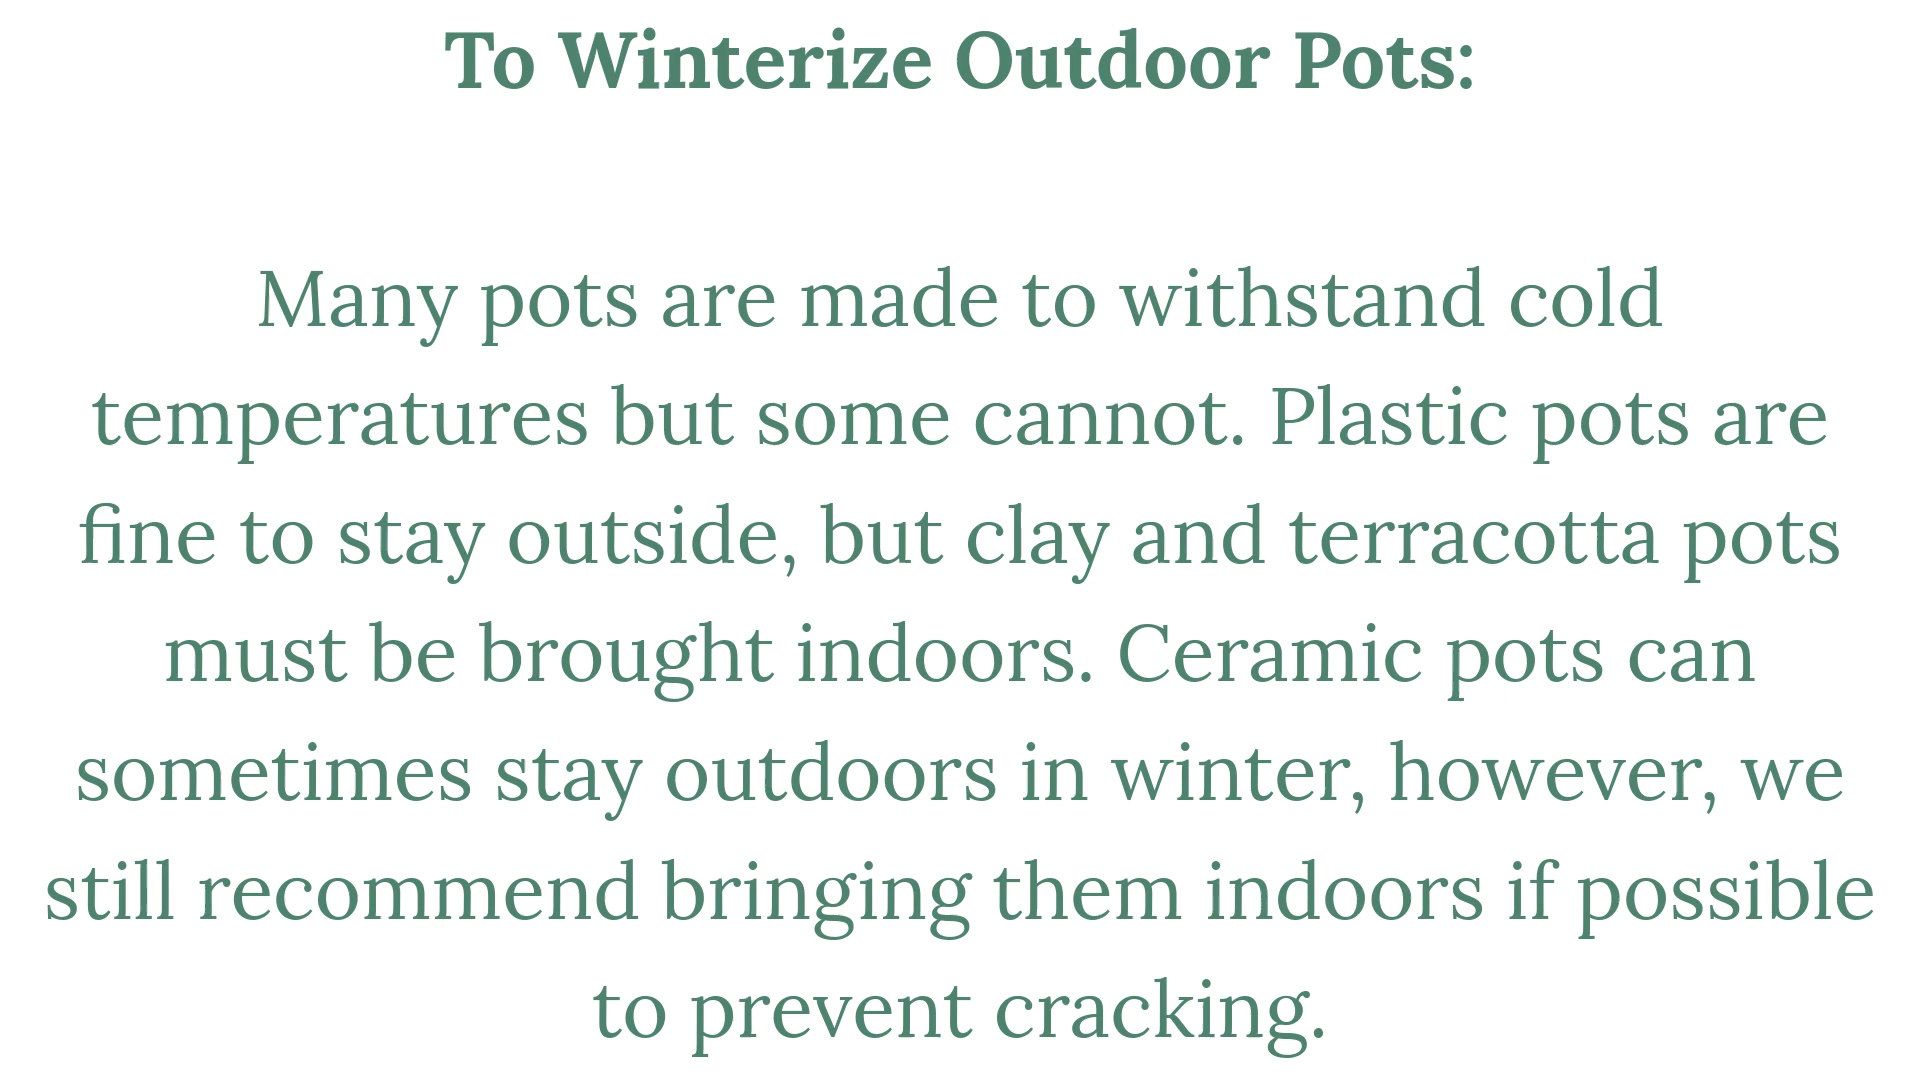 To Winterize Outdoor Pots:
Many pots are made to withstand cold
temperatures but some cannot. Plastic pots are
fine to stay outside, but clay and terracotta pots
must be brought indoors. Ceramic pots can
sometimes stay outdoors in winter, however, we
still recommend bringing them indoors if possible
to prevent cracking.